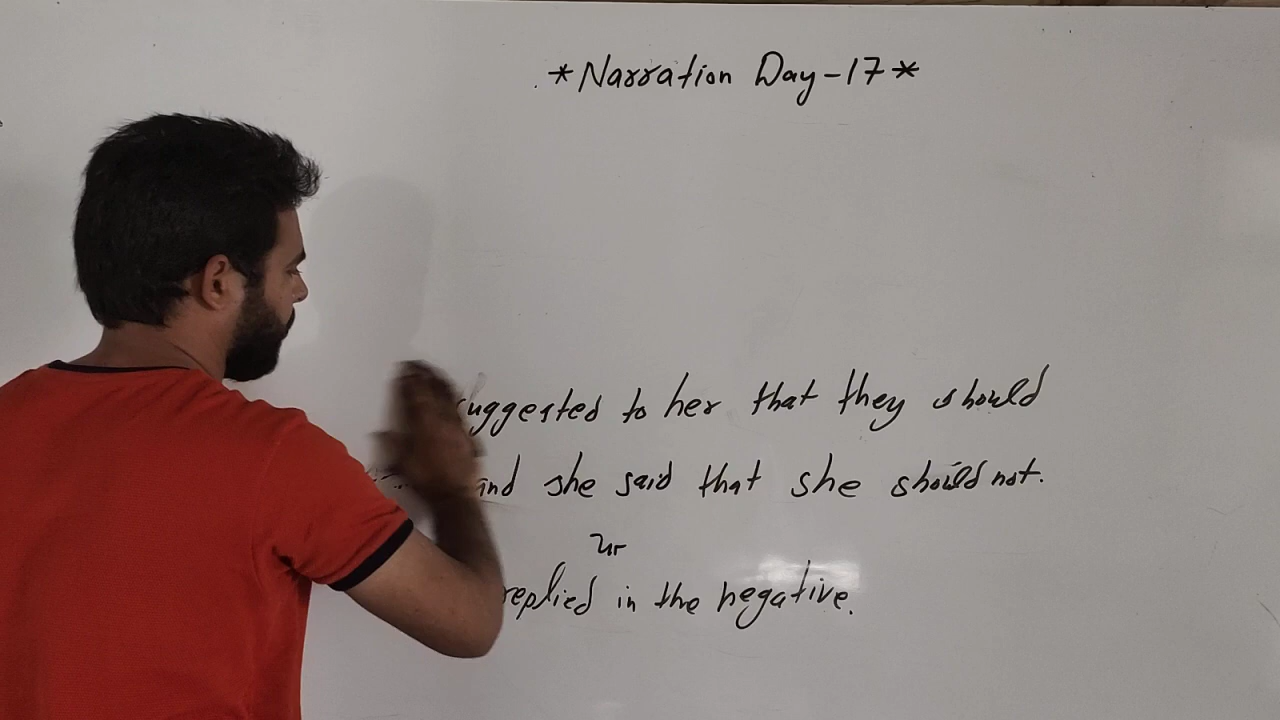 *Narration Day-17*
suggested to her that they should
and she said that she should not.
replied in the negative.